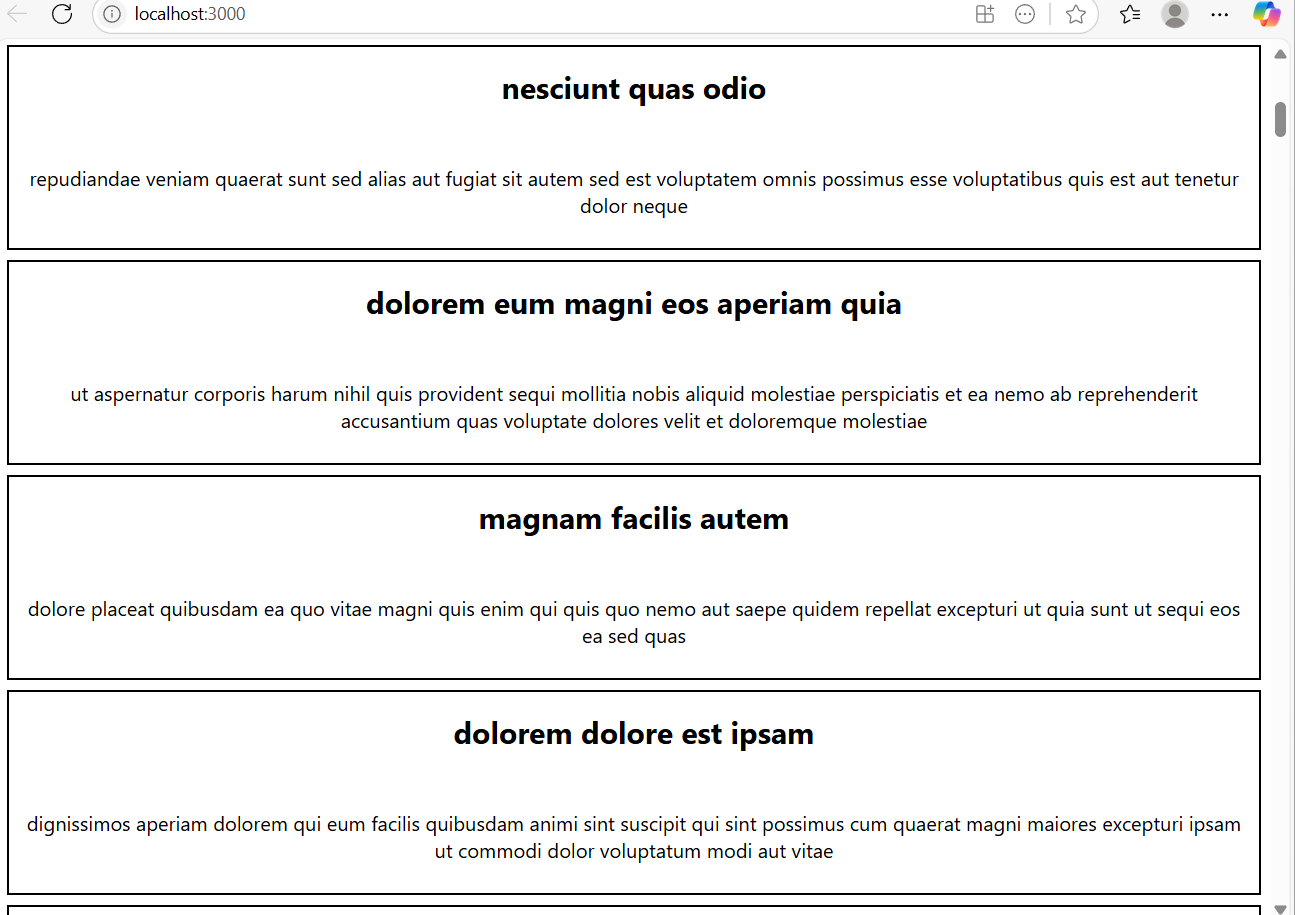 localhost:3000
nesciunt quas odio
repudiandae veniam quaerat sunt sed alias aut fugiat sit autem sed est voluptatem omnis possimus esse voluptatibus quis est aut tenetur
dolor neque
dolorem eum magni eos aperiam quia
ut aspernatur corporis harum nihil quis provident sequi mollitia nobis aliquid molestiae perspiciatis et ea nemo ab reprehenderit
accusantium quas voluptate dolores velit et doloremque molestiae
magnam facilis autem
dolore placeat quibusdam ea quo vitae magni quis enim qui quis quo nemo aut saepe quidem repellat excepturi ut quia sunt ut sequi eos
ea sed quas
dolorem dolore est ipsam
dignissimos aperiam dolorem qui eum facilis quibusdam animi sint suscipit qui sint possimus cum quaerat magni maiores excepturi ipsam
ut commodi dolor voluptatum modi aut vitae